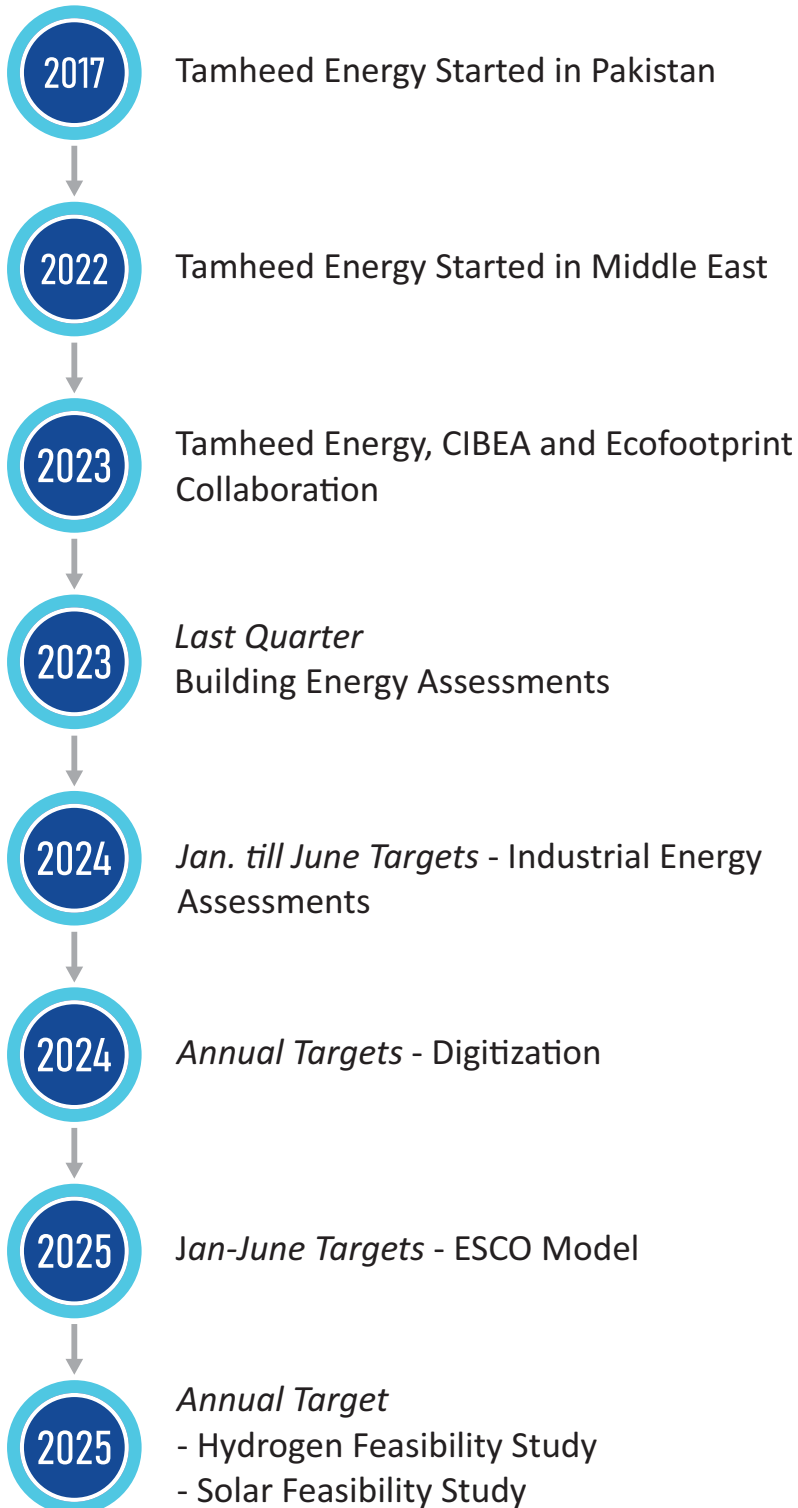 2017
Tamheed Energy Started in Pakistan
2022
Tamheed Energy Started in Middle East
2023
Tamheed Energy, CIBEA and Ecofootprint
Collaboration
2023
Last Quarter
Building Energy Assessments
2024
Jan. till June Targets - Industrial Energy
Assessments
2024
Annual Targets - Digitization
2025
Jan-June Targets - ESCO Model
2025
Annual Target
- Hydrogen Feasibility Study
- Solar Feasibility Study